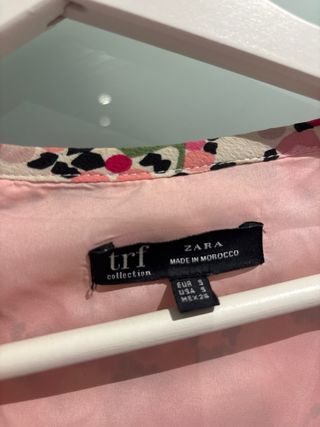 trf
collection
ZARA
MADE IN MOROCCO
EUR S
USA S
MEX 26